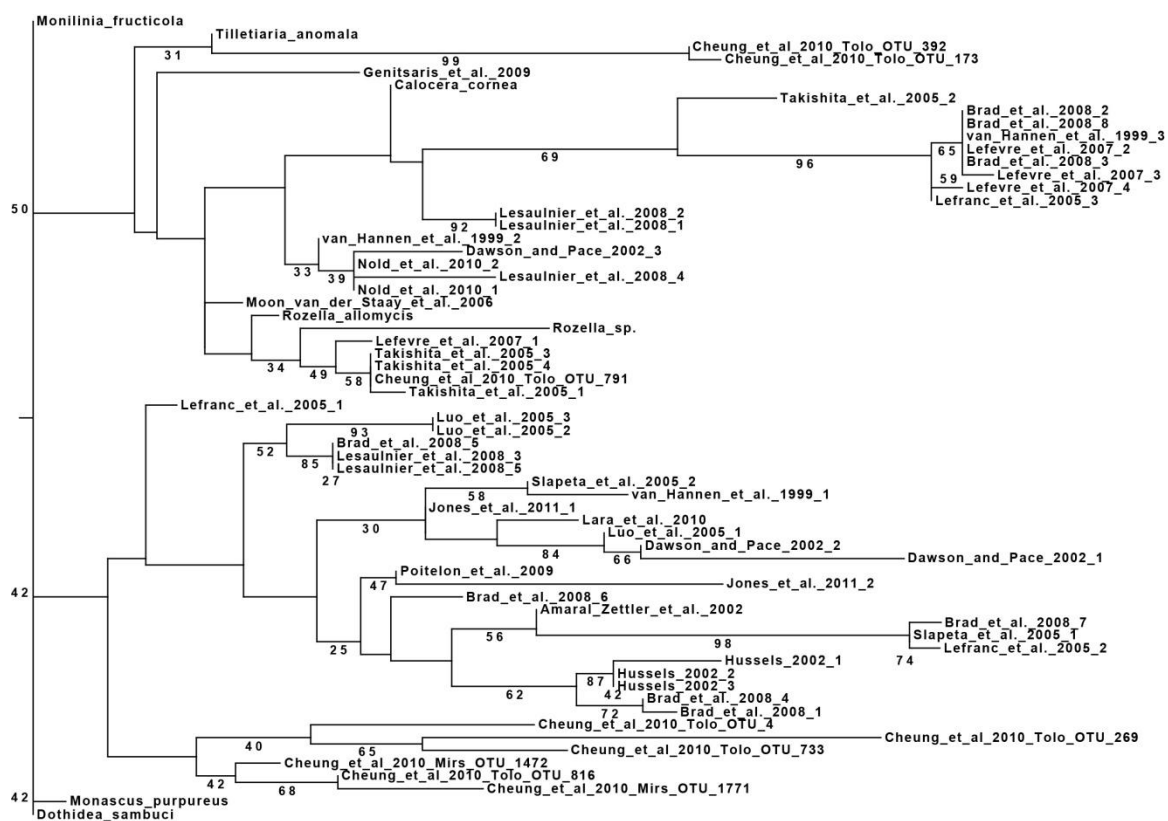 Monilinia_fructicola
Tilletiaria_anomala
31
Cheung_et_al_2010_Tolo_OTU_392
99
Cheung_et_al_2010_Tolo_OTU_173
Genitsaris_et_al._2009
Calocera_cornea
Takishita_et_al._2005_2
Brad_et_al._2008_2
Brad_et_al._2008_8
van_Hannen_et_al._1999_3
65
Lefevre_et_al._2007_2
69
96
Brad_et_al._2008_3
Lefevre_et_al._2007_3
59
Lefevre_et_al._2007_4
Lefranc_et_al._2005_3
50
Lesaulnier_et_al._2008_2
92
Lesaulnier_et_al._2008_1
van_Hannen_et_al._1999_2
Dawson_and_Pace_2002_3
33
Nold_et_al._2010_2
39
Lesaulnier_et_al._2008_4
Nold_et_al._2010_1
Moon_van_der_Staay_et_al._2006
Rozella_allomycis
Rozella_sp.
34
Lefevre_et_al._2007_1
49
Takishita_et_al._2005_3
Takishita_et_al._2005_4
58
Cheung_et_al_2010_Tolo_OTU_791
Takishita_et_al._2005_1
Lefranc_et_al._2005_1
Luo_et_al._2005_3
93
Luo_et_al._2005_2
52
Brad_et_al._2008_5
85
Lesaulnier_et_al._2008_3
27
Lesaulnier_et_al._2008_5
Slapeta_et_al._2005_2
58
van_Hannen_et_al._1999_1
Jones_et_al._2011_1
30
Lara_et_al._2010
Luo_et_al._2005_1
84
Dawson_and_Pace_2002_2
66
Dawson_and_Pace_2002_1
Poitelon_et_al._2009
47
Jones_et_al._2011_2
42
Brad_et_al._2008_6
Amaral_Zettler_et_al._2002
56
Brad_et_al._2008_7
98
Slapeta_et_al._2005_1
25
74
Lefranc_et_al._2005_2
Hussels_2002_1
87
Hussels_2002_2
62
42
Hussels_2002_3
Brad_et_al._2008_4
72
Brad_et_al._2008_1
Cheung_et_al_2010_Tolo_OTU_4
40
Cheung_et_al_2010_Tolo_OTU_269
65
Cheung_et_al_2010_Tolo_OTU_733
Cheung_et_al_2010_Mirs_OTU_1472
42
Cheung_et_al_2010_Tolo_OTU_816
68
Cheung_et_al_2010_Mirs_OTU_1771
42
Monascus_purpureus
Dothidea_sambuci